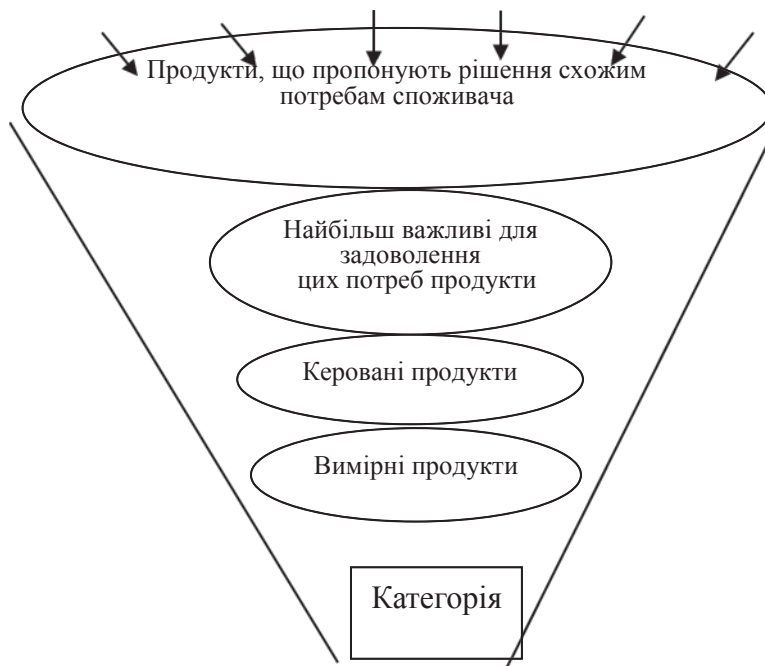 Продукти, що пропонують рішення схожим
потребам споживача
Найбільш важливі для
задоволення
цих потреб продукти
Керовані продукти
Вимірні продукти
Категорія